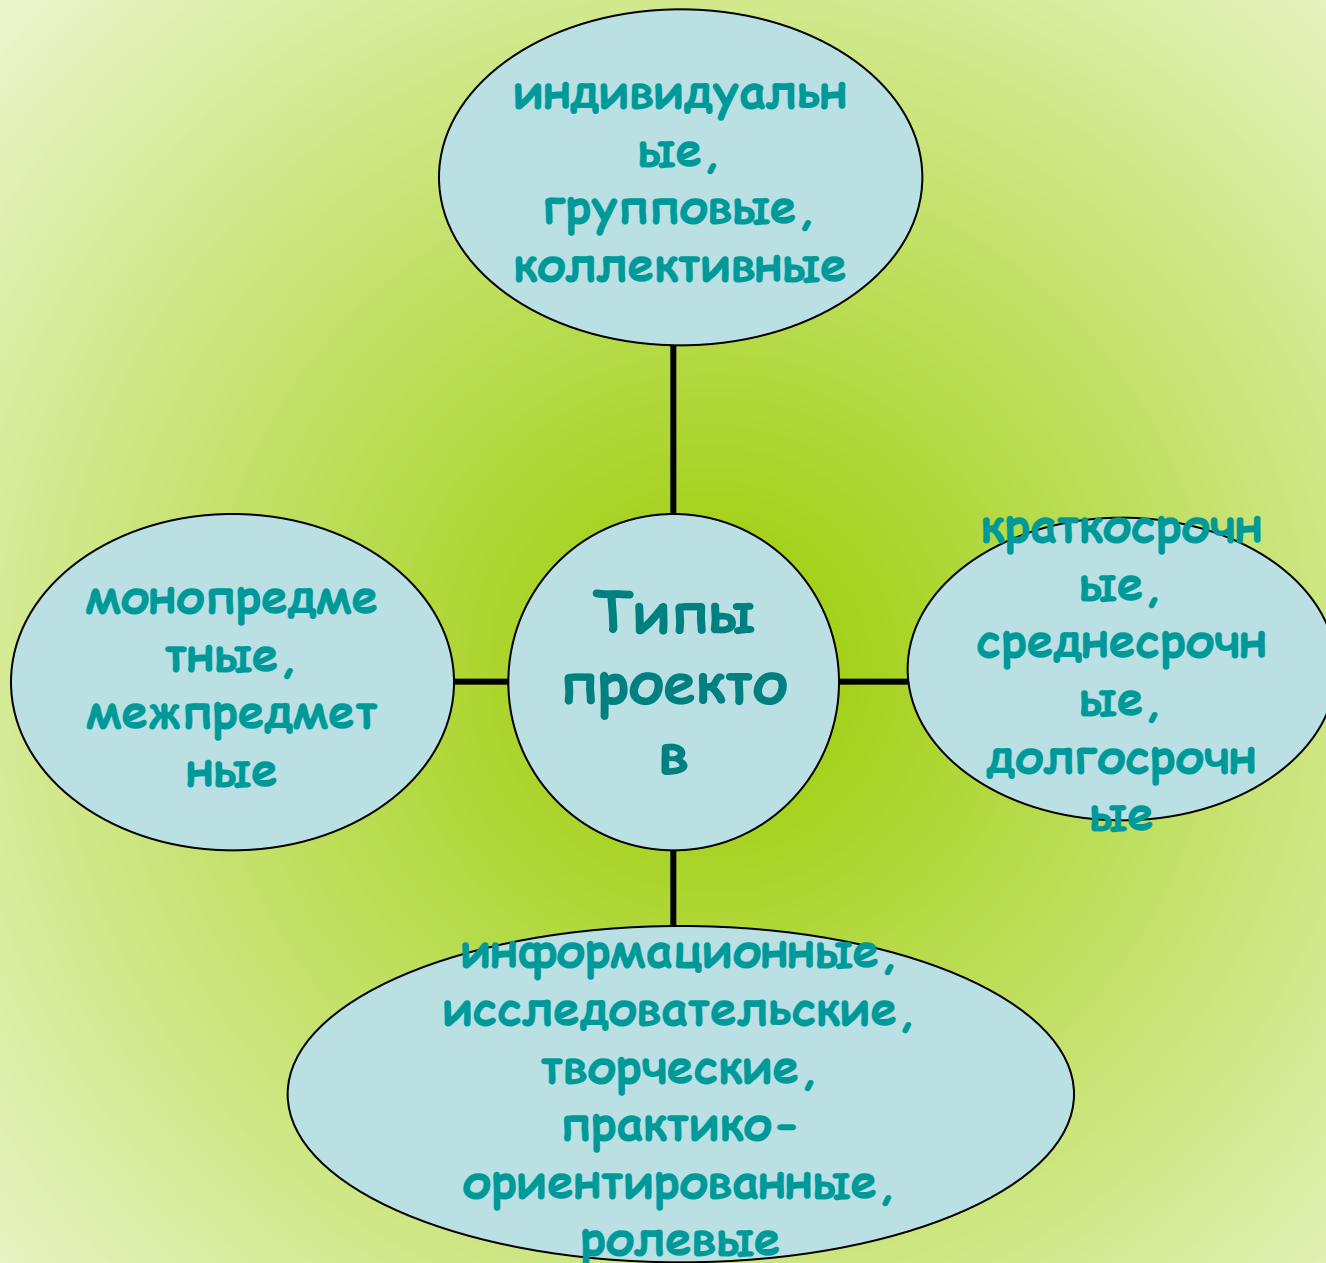 индивидуальн
ые,
групповые,
коллективные
монопредме
тные,
межпредмет
ные
Типы
проекто
в
краткосрочн
ые,
среднесрочн
ые,
долгосрочн
ые
информационные,
исследовательские,
творческие,
практико-
ориентированные,
ролевые